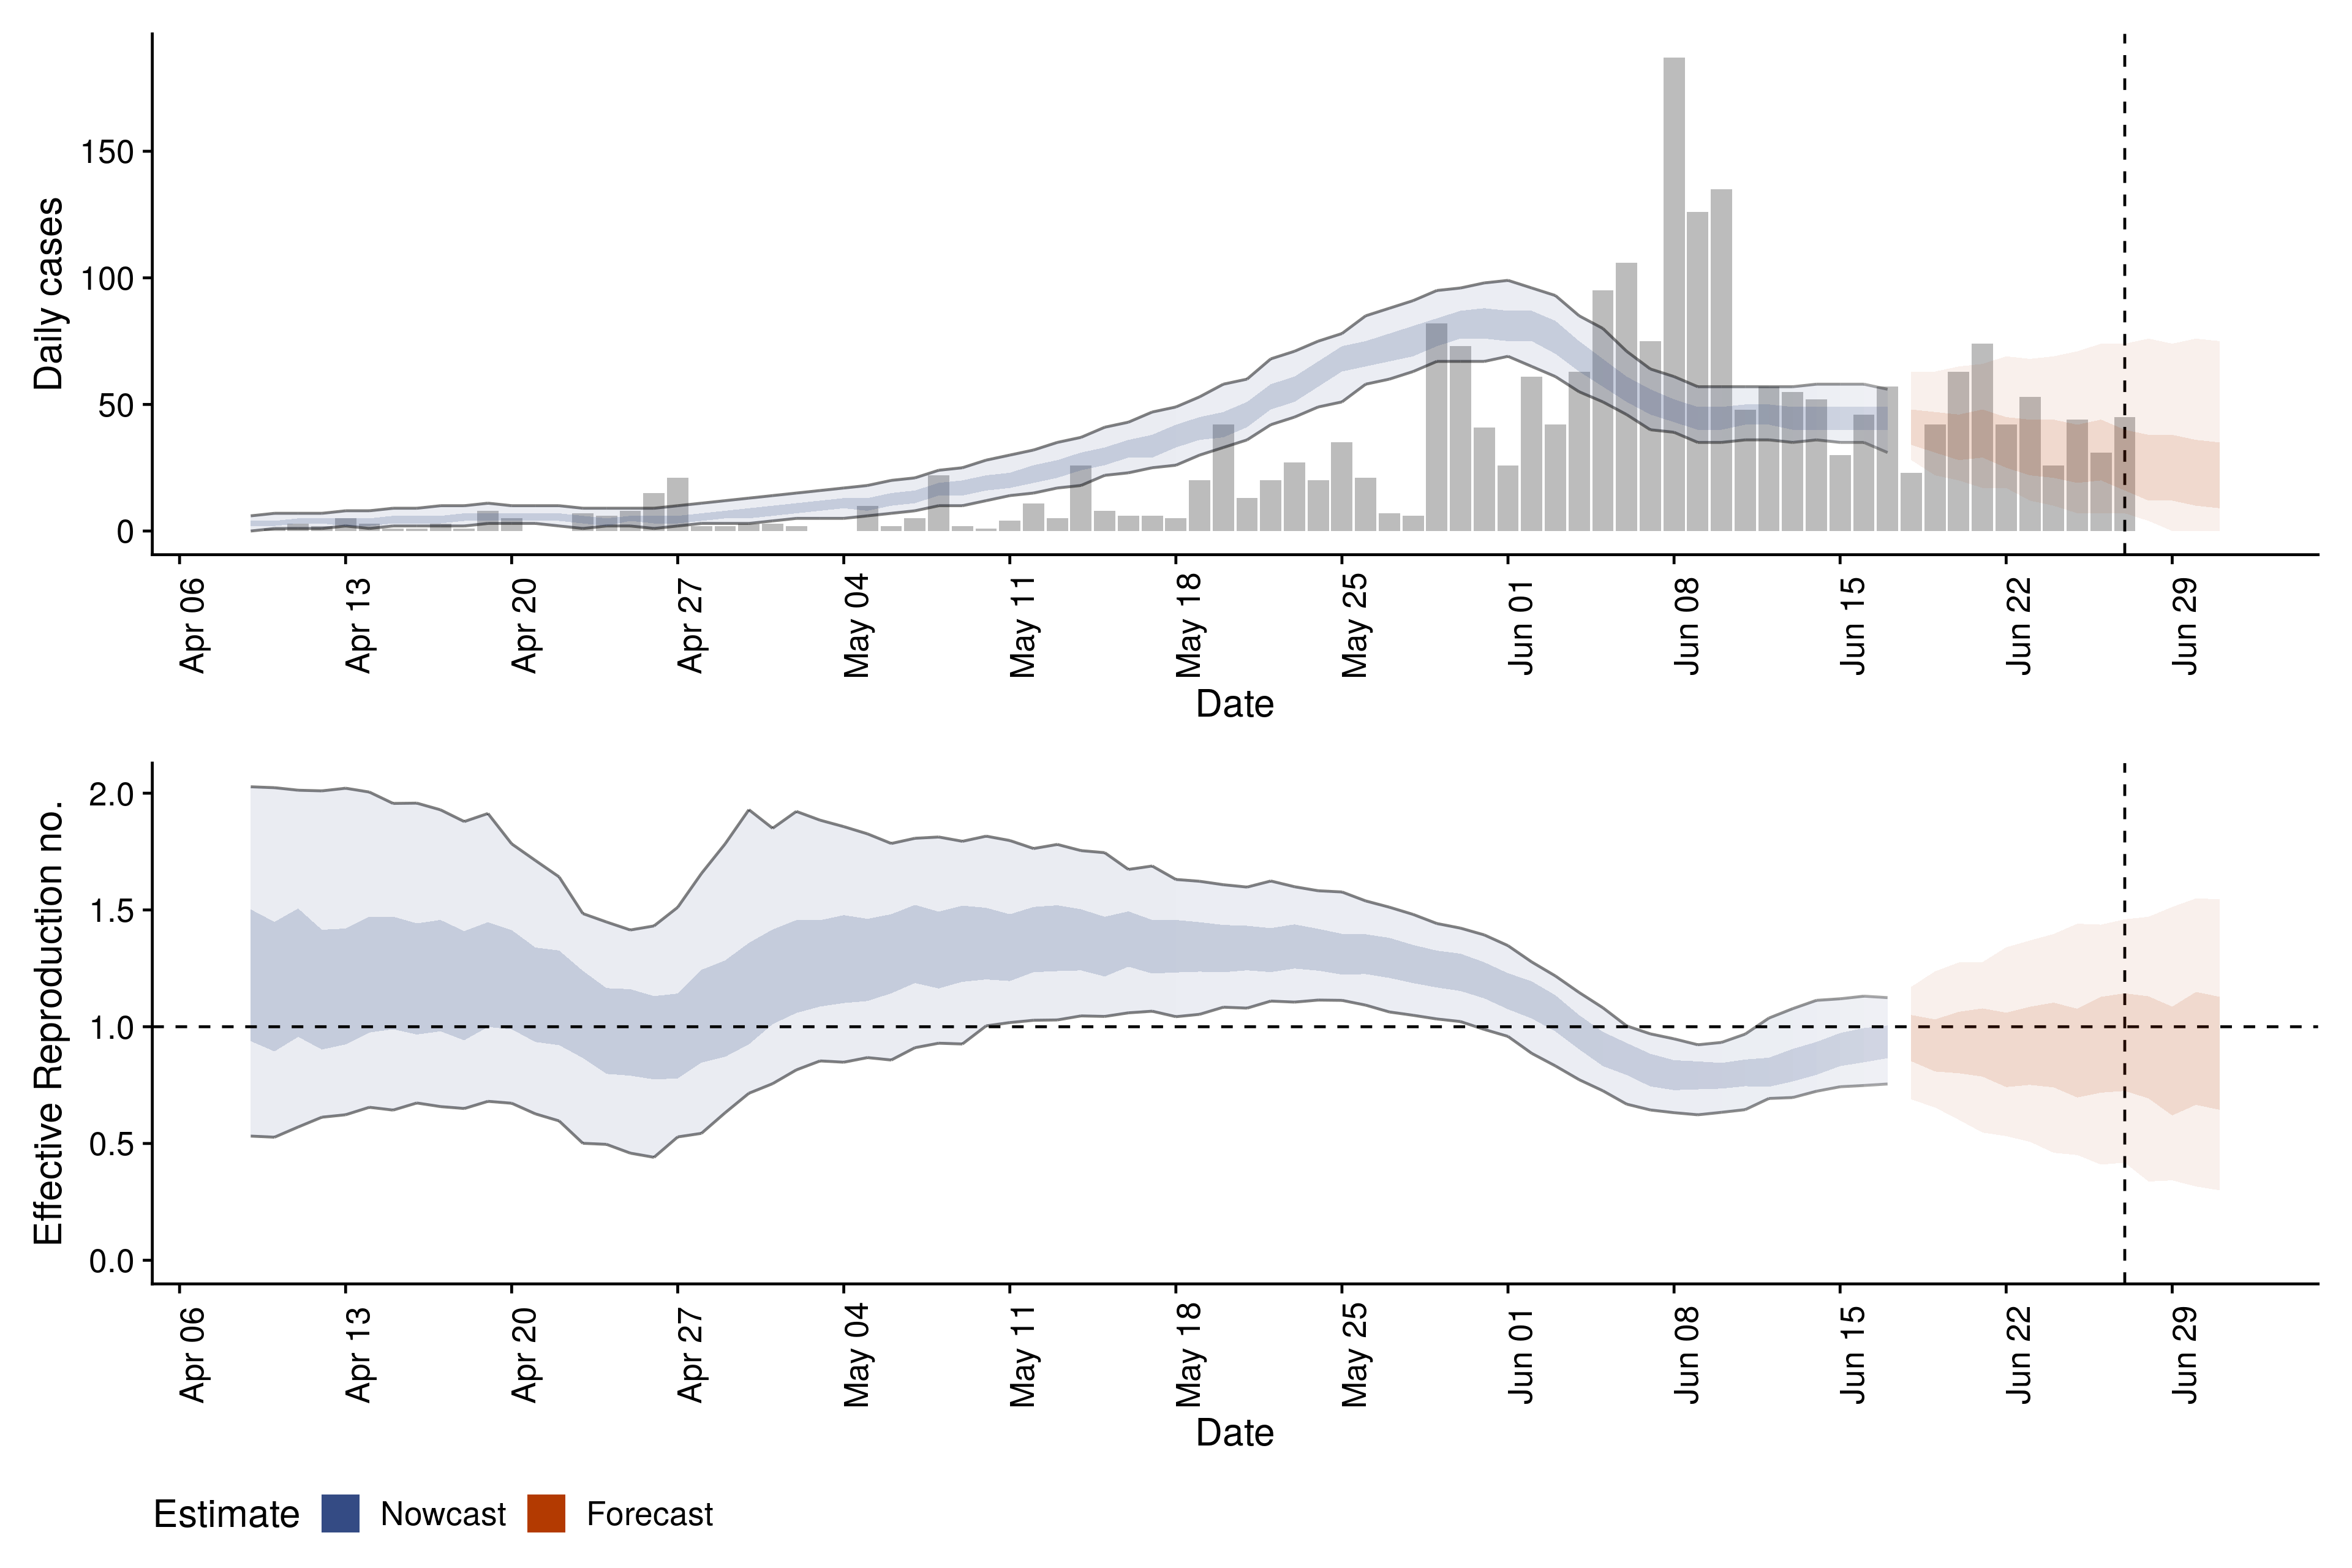 Daily cases
150
100
50
0
Apr 06
Apr 13
Apr 20
Apr 27
May 04
May 11
May 18
May 25
Jun 01
Jun 08
Jun 15
Jun 22
Jun 29
Date
Effective Reproduction no.
2.0
1.5
1.0
0.5
0.0
Apr 06
Apr 13
Apr 20
Apr 27
May 04
May 11
May 18
May 25
Jun 01
Jun 08
Jun 15
Jun 22
Jun 29
Date
Estimate Nowcast Forecast